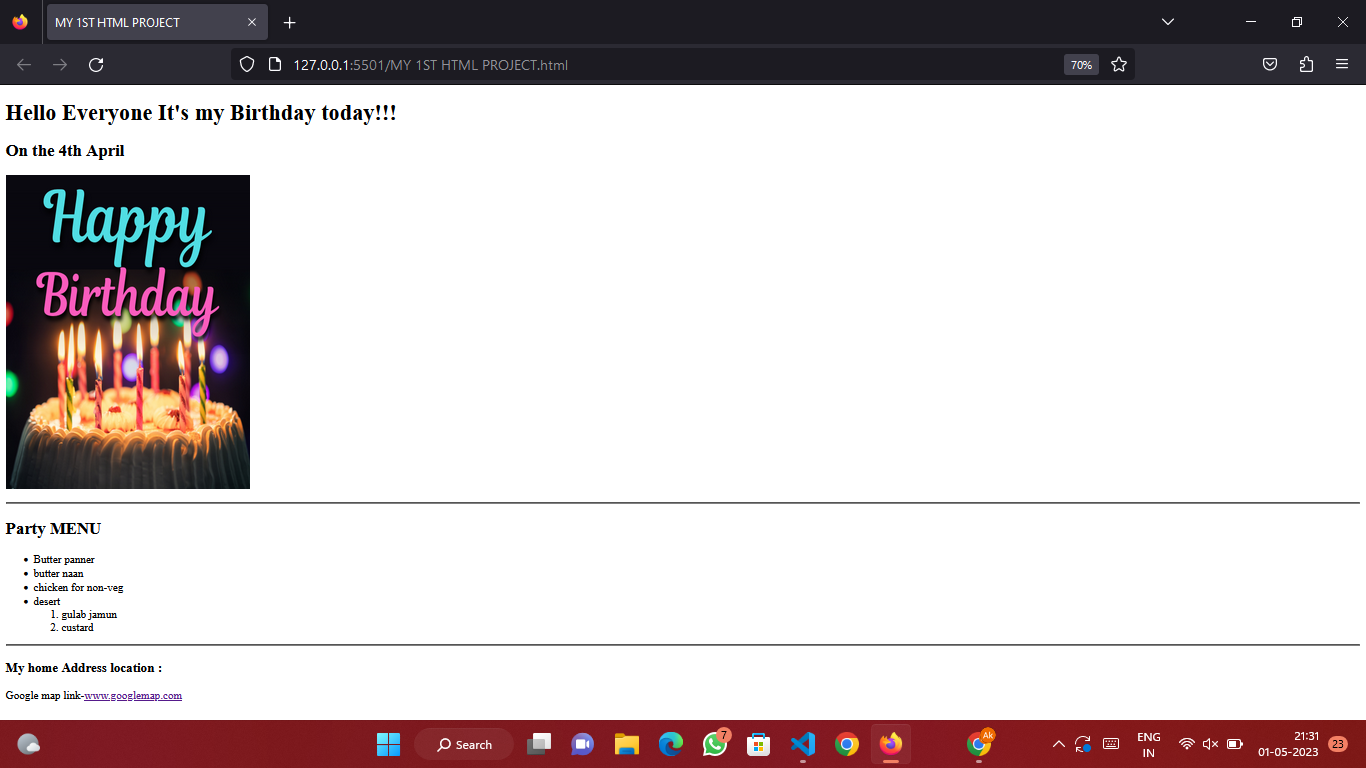 MY 1ST HTML PROJECT
127.0.0.1:5501/MY 1ST HTML PROJECT.html
70%
Hello Everyone It's my Birthday today!!!
On the 4th April
Happy
Birthday
Party MENU
• Butter panner
• butter naan
• chicken for non-veg
• desert
1. gulab jamun
2. custard
My home Address location :
Google map link-www.googlemap.com
Search
7
Ak
ENG
IN
21:31
01-05-2023
23